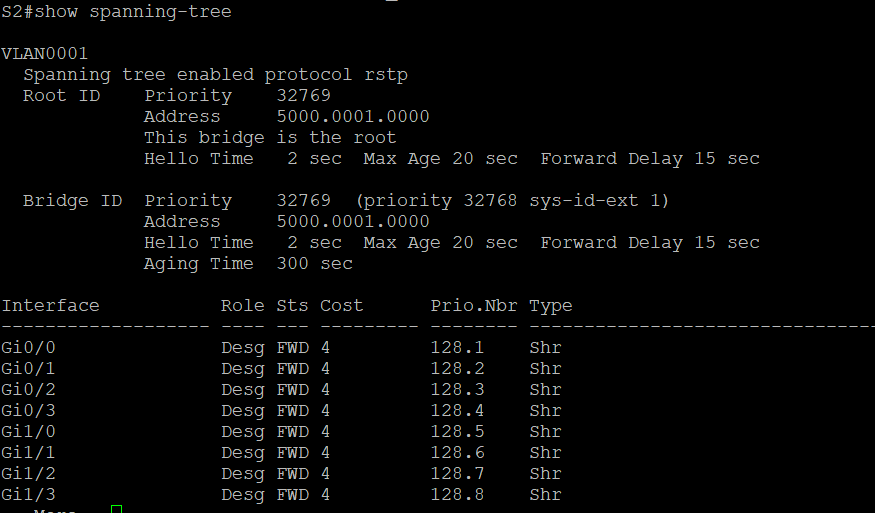 S2#show spanning-tree
VLAN0001
  Spanning tree enabled protocol rstp
  Root ID    Priority    32769
             Address     5000.0001.0000
             This bridge is the root
             Hello Time   2 sec  Max Age 20 sec  Forward Delay 15 sec
  Bridge ID  Priority    32769  (priority 32768 sys-id-ext 1)
             Address     5000.0001.0000
             Hello Time   2 sec  Max Age 20 sec  Forward Delay 15 sec
             Aging Time  300 sec
Interface           Role Sts Cost      Prio.Nbr Type
------------------- ---- --- --------- -------- --------------------------------
Gi0/0               Desg FWD 4         128.1    Shr
Gi0/1               Desg FWD 4         128.2    Shr
Gi0/2               Desg FWD 4         128.3    Shr
Gi0/3               Desg FWD 4         128.4    Shr
Gi1/0               Desg FWD 4         128.5    Shr
Gi1/1               Desg FWD 4         128.6    Shr
Gi1/2               Desg FWD 4         128.7    Shr
Gi1/3               Desg FWD 4         128.8    Shr
 --More--